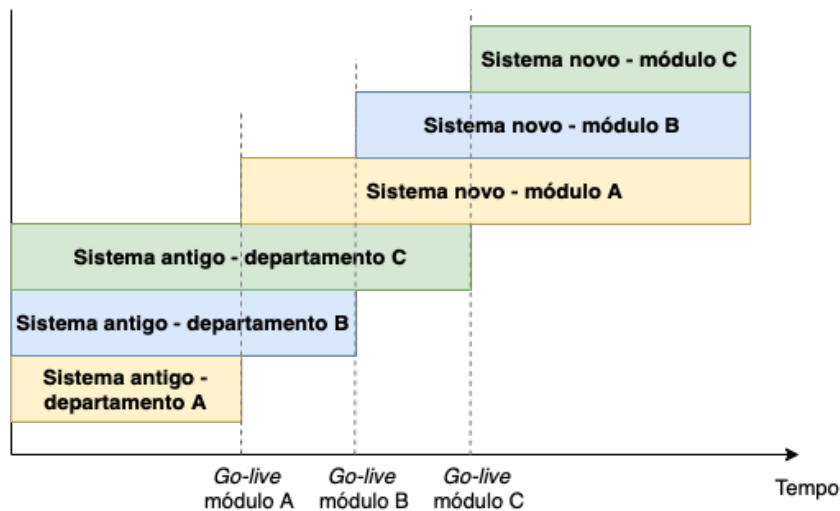 Sistema novo - módulo C
Sistema novo - módulo B
Sistema novo - módulo A
Sistema antigo - departamento C
Sistema antigo - departamento B
Sistema antigo -
departamento A
Go-live
módulo A
Go-live
módulo B
Go-live
módulo C
Tempo